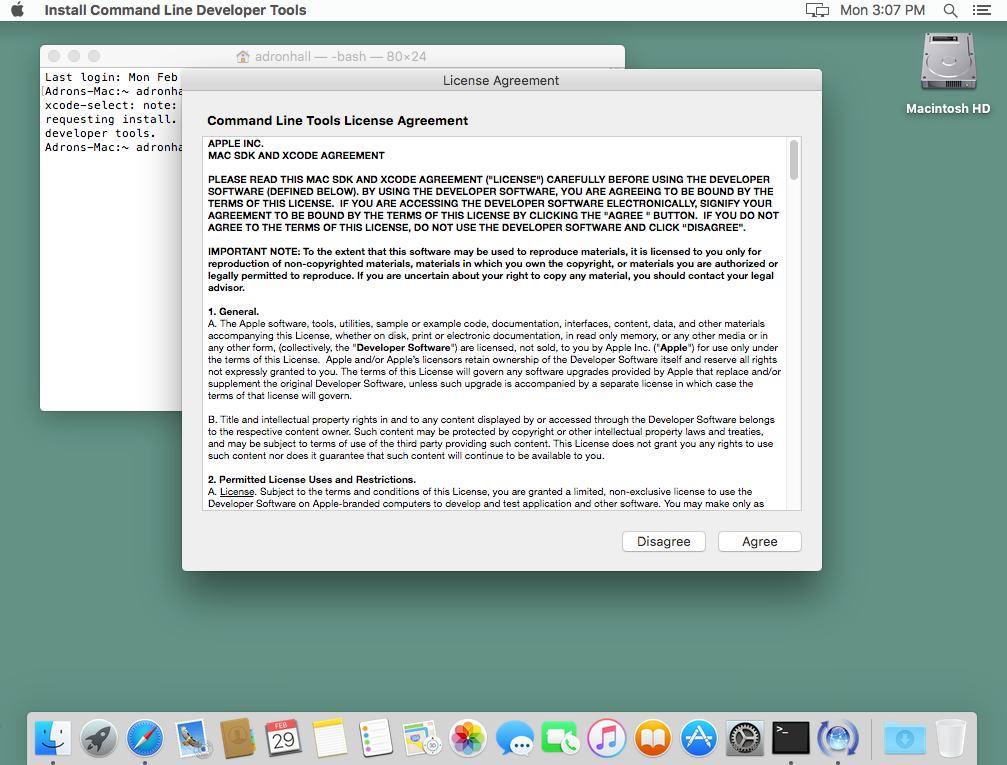 Install Command Line Developer Tools
Mon 3:07 PM
adronhall — -bash — 80×24
Last login: Mon Feb
Adrons-Mac:~ adronha
xcode-select: note:
requesting install.
developer tools.
Adrons-Mac:~ adronha
Macintosh HD
License Agreement
Command Line Tools License Agreement
APPLE INC.
MAC SDK AND XCODE AGREEMENT
PLEASE READ THIS MAC SDK AND XCODE AGREEMENT ("LICENSE") CAREFULLY BEFORE USING THE DEVELOPER
SOFTWARE (DEFINED BELOW). BY USING THE DEVELOPER SOFTWARE, YOU ARE AGREEING TO BE BOUND BY THE
TERMS OF THIS LICENSE.  IF YOU ARE ACCESSING THE DEVELOPER SOFTWARE ELECTRONICALLY, SIGNIFY YOUR
AGREEMENT TO BE BOUND BY THE TERMS OF THIS LICENSE BY CLICKING THE "AGREE " BUTTON.  IF YOU DO NOT
AGREE TO THE TERMS OF THIS LICENSE, DO NOT USE THE DEVELOPER SOFTWARE AND CLICK “DISAGREE”.
IMPORTANT NOTE: To the extent that this software may be used to reproduce materials, it is licensed to you only for
reproduction of non-copyrighted materials, materials in which you own the copyright, or materials you are authorized or
legally permitted to reproduce. If you are uncertain about your right to copy any material, you should contact your legal
advisor.
1. General.
A. The Apple software, tools, utilities, sample or example code, documentation, interfaces, content, data, and other materials
accompanying this License, whether on disk, print or electronic documentation, in read only memory, or any other media or in
any other form, (collectively, the "Developer Software") are licensed, not sold, to you by Apple Inc. ("Apple") for use only under
the terms of this License.  Apple and/or Apple's licensors retain ownership of the Developer Software itself and reserve all rights
not expressly granted to you. The terms of this License will govern any software upgrades provided by Apple that replace and/or
supplement the original Developer Software, unless such upgrade is accompanied by a separate license in which case the
terms of that license will govern.
B. Title and intellectual property rights in and to any content displayed by or accessed through the Developer Software belongs
to the respective content owner. Such content may be protected by copyright or other intellectual property laws and treaties,
and may be subject to terms of use of the third party providing such content. This License does not grant you any rights to use
such content nor does it guarantee that such content will continue to be available to you.
2. Permitted License Uses and Restrictions.
A. License. Subject to the terms and conditions of this License, you are granted a limited, non-exclusive license to use the
Developer Software on Apple-branded computers to develop and test application and other software. You may make only as
Disagree
Agree
FEB
29
30
>_